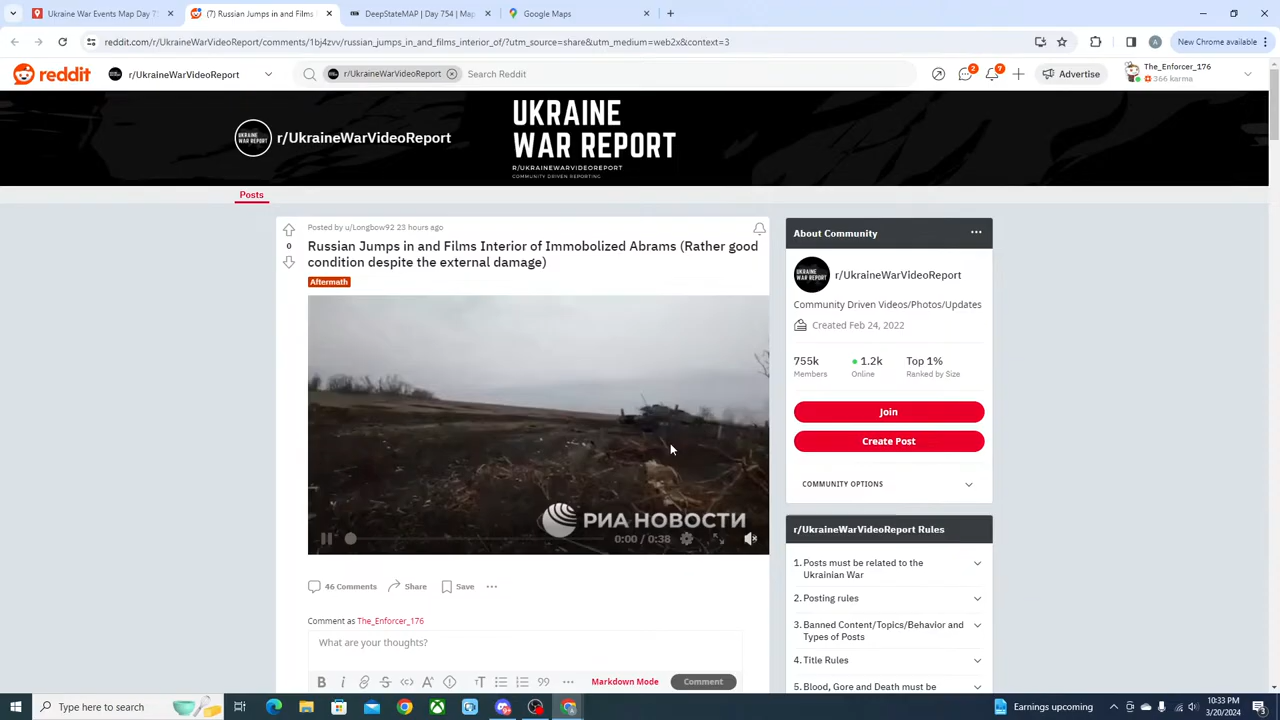 Ukraine War Events Map Day 7
(7) Russian Jumps in and Films
DeepStateMAP | Day 754 | Map
Google Maps
reddit.com/r/UkraineWarVideoReport/comments/1bj4zvv/russian_jumps_in_and_films_interior_of/?utm_source=share&utm_medium=web2x&context=3
New Chrome available
reddit
r/UkraineWarVideoReport
r/UkraineWarVideoReport
Search Reddit
2
7
Advertise
The_Enforcer_176
366 karma
UKRAINE
WAR REPORT
r/UkraineWarVideoReport
UKRAINE
WAR REPORT
R/UKRAINEWARVIDEOREPORT
COMMUNITY DRIVEN REPORTING
Posts
Posted by u/Longbow92 23 hours ago
0
Russian Jumps in and Films Interior of Immobolized Abrams (Rather good
condition despite the external damage)
Aftermath
РИА НОВОСТИ
0:00 / 0:38
46 Comments
Share
Save
Comment as The_Enforcer_176
What are your thoughts?
Markdown Mode
Comment
About Community
r/UkraineWarVideoReport
Community Driven Videos/Photos/Updates
Created Feb 24, 2022
755k
1.2k
Top 1%
Members
Online
Ranked by Size
Join
Create Post
COMMUNITY OPTIONS
r/UkraineWarVideoReport Rules
1. Posts must be related to the
Ukrainian War
2. Posting rules
3. Banned Content/Topics/Behavior and
Types of Posts
4. Title Rules
5. Blood, Gore and Death must be
Type here to search
Earnings upcoming
10:33 PM
3/20/2024